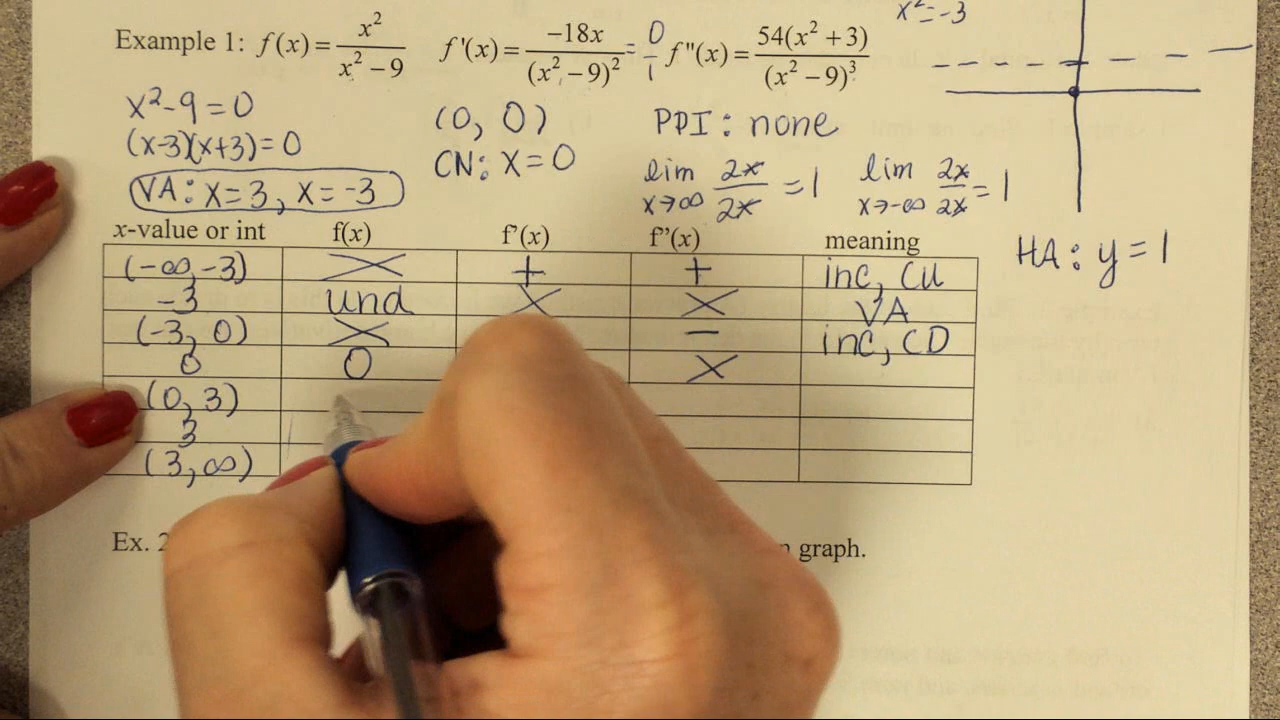 x² = -3
Example 1: f(x) = x²/(x² − 9) f'(x) = −18x/(x² − 9)² = 0/1 f"(x) = 54(x² + 3)/(x² − 9)³
x² - 9 = 0 (0, 0) PPI: none
(x-3)(x+3) = 0 CN: x = 0
VA: x = 3, x = -3 lim x→∞ 2x/2x = 1 lim x→-∞ 2x/2x = 1
x-value or int f(x) f'(x) f"(x) meaning
HA: y = 1
(-∞, -3) X + + inc, CU
-3 und X X VA
(-3, 0) X − inc, CD
0 0 X
(0, 3)
3
(3, ∞)
Ex. 2 graph.